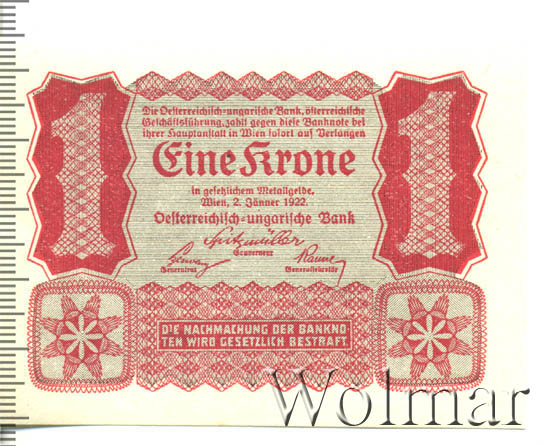 1
1
Die Oesterreichisch-ungarische Bank, österreichische
Geschäftsführung, zahlt gegen diese Banknote bei
ihrer Hauptanstalt in Wien sofort auf Verlangen
Eine Krone
in gesetzlichem Metallgelde.
Wien, 2. Jänner 1922.
Oesterreichisch-ungarische Bank
Spitzmüller
Gouverneur
Generalrat
Generalsekretär
DIE NACHMACHUNG DER BANKNO-
TEN WIRD GESETZLICH BESTRAFT.
Wolmar